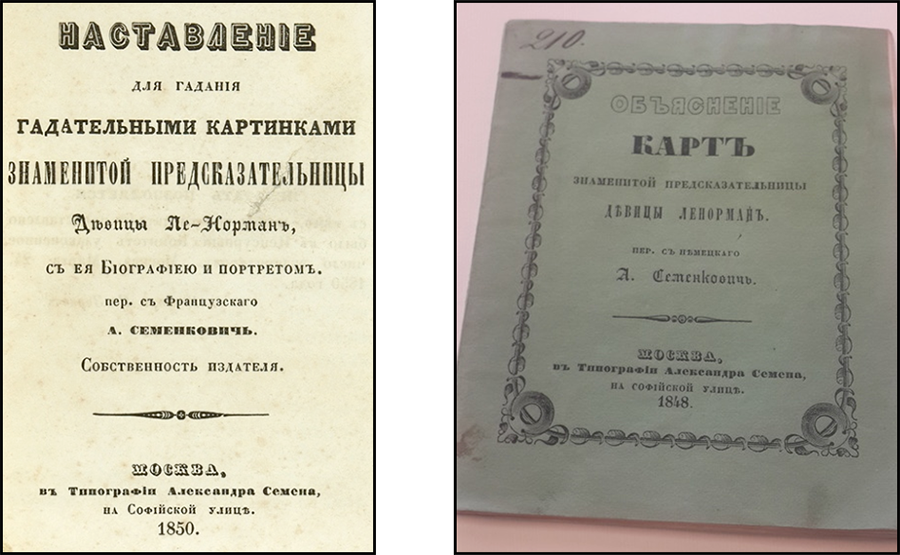 НАСТАВЛЕНІЕ
ДЛЯ ГАДАНІЯ
ГАДАТЕЛЬНЫМИ КАРТИНКАМИ
ЗНАМЕНИТОЙ ПРЕДСКАЗАТЕЛЬНИЦЫ
Дѣвицы Ле-Норманъ,
СЪ ЕЯ БІОГРАФІЕЮ И ПОРТРЕТОМЪ.
пер. съ Французскаго
А. СЕМЕНКОВИЧЬ.
Собственность издателя.
МОСКВА,
въ Типографіи Александра Семена,
на Софійской улицѣ.
1850.
210.
ОБЪЯСНЕНІЕ
КАРТЪ
ЗНАМЕНИТОЙ ПРЕДСКАЗАТЕЛЬНИЦЫ
ДѢВИЦЫ ЛЕНОРМАНЪ.
ПЕР. СЪ НѢМЕЦКАГО
А. Семенковичь.
МОСКВА,
въ Типографіи Александра Семена,
НА СОФІЙСКОЙ УЛИЦѢ.
1848.